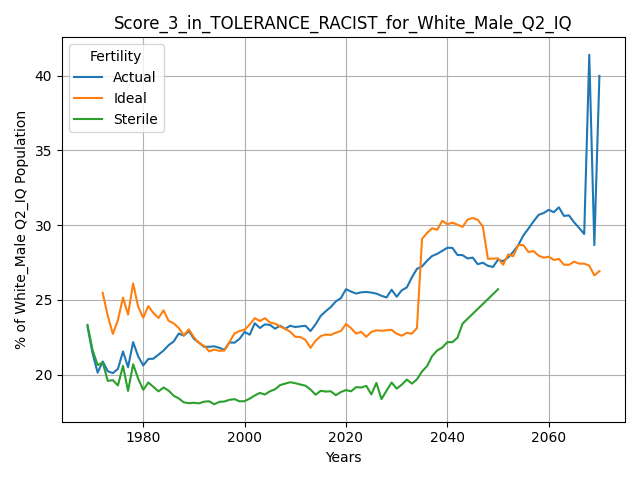 Score_3_in_TOLERANCE_RACIST_for_White_Male_Q2_IQ
Fertility
Actual
Ideal
Sterile
% of White_Male Q2_IQ Population
40
35
30
25
20
1980
2000
2020
2040
2060
Years